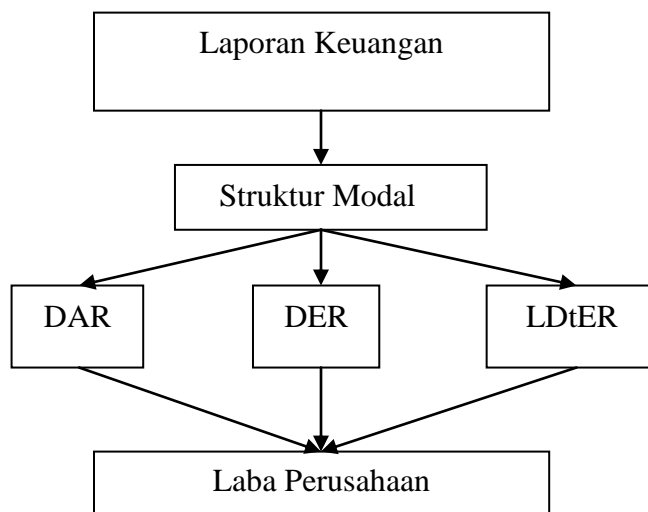 Laporan Keuangan
Struktur Modal
DAR
DER
LDtER
Laba Perusahaan